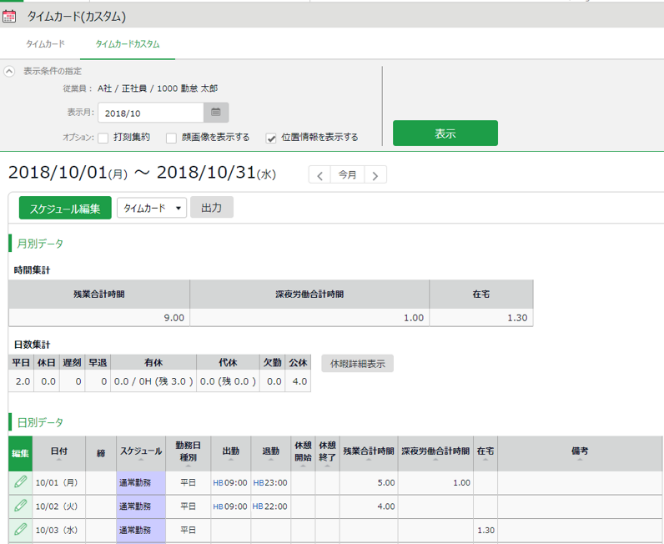 タイムカード(カスタム)
タイムカード タイムカードカスタム
表示条件の指定
従業員： A社 / 正社員 / 1000 勤怠 太郎
表示月： 2018/10
オプション： 打刻集約 顔画像を表示する 位置情報を表示する 表示
2018/10/01(月) ～ 2018/10/31(水) 今月
スケジュール編集 タイムカード 出力
月別データ
時間集計
残業合計時間 深夜労働合計時間 在宅
9.00 1.00 1.30
日数集計
平日 休日 遅刻 早退 有休 代休 欠勤 公休 休暇詳細表示
2.0 0.0 0 0 0.0 / 0H (残 3.0 ) 0.0 (残 0.0 ) 0.0 4.0
日別データ
編集 日付 締 スケジュール 勤務日種別 出勤 退勤 休憩開始 休憩終了 残業合計時間 深夜労働合計時間 在宅 備考
10/01（月） 通常勤務 平日 HB09:00 HB23:00 5.00 1.00
10/02（火） 通常勤務 平日 HB09:00 HB22:00 4.00
10/03（水） 通常勤務 平日 1.30